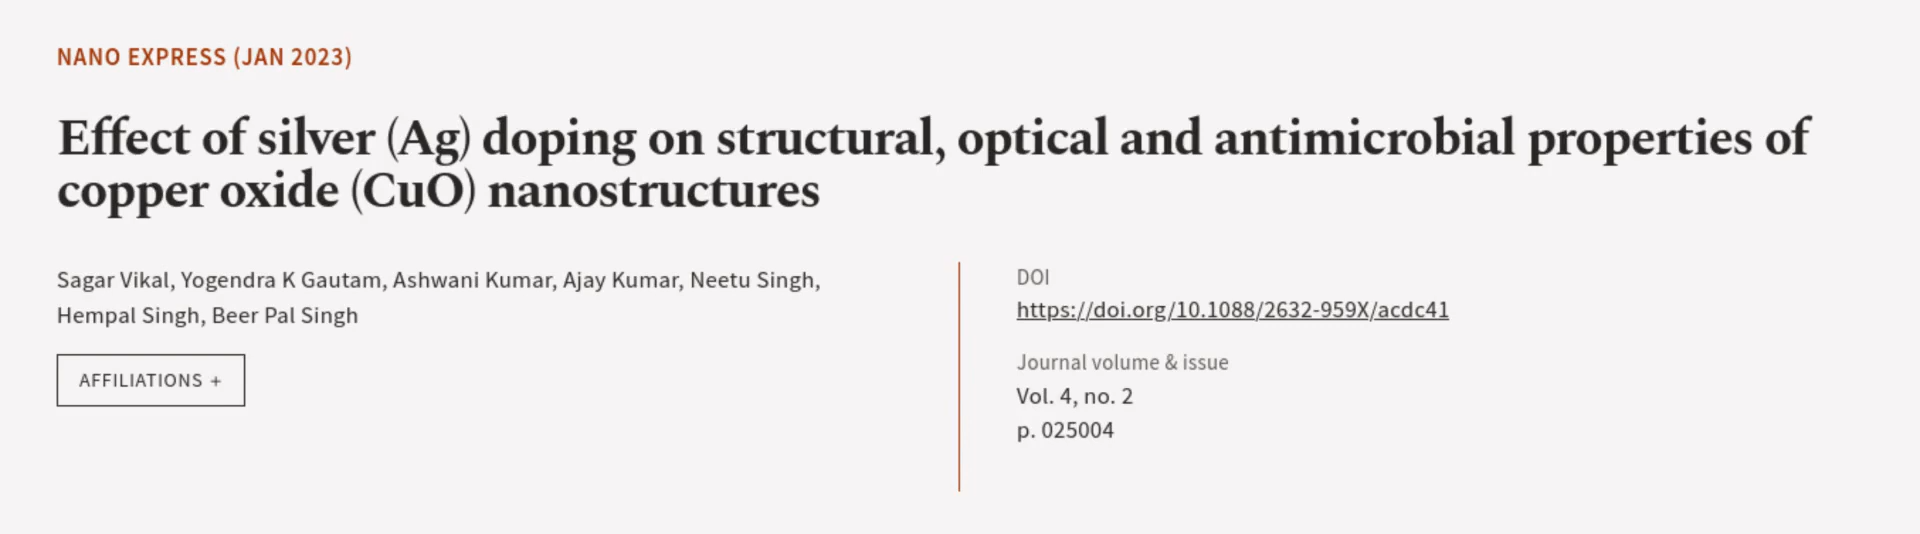 NANO EXPRESS (JAN 2023)
Effect of silver (Ag) doping on structural, optical and antimicrobial properties of
copper oxide (CuO) nanostructures
Sagar Vikal, Yogendra K Gautam, Ashwani Kumar, Ajay Kumar, Neetu Singh,
Hempal Singh, Beer Pal Singh
AFFILIATIONS +
DOI
https://doi.org/10.1088/2632-959X/acdc41
Journal volume & issue
Vol. 4, no. 2
p. 025004